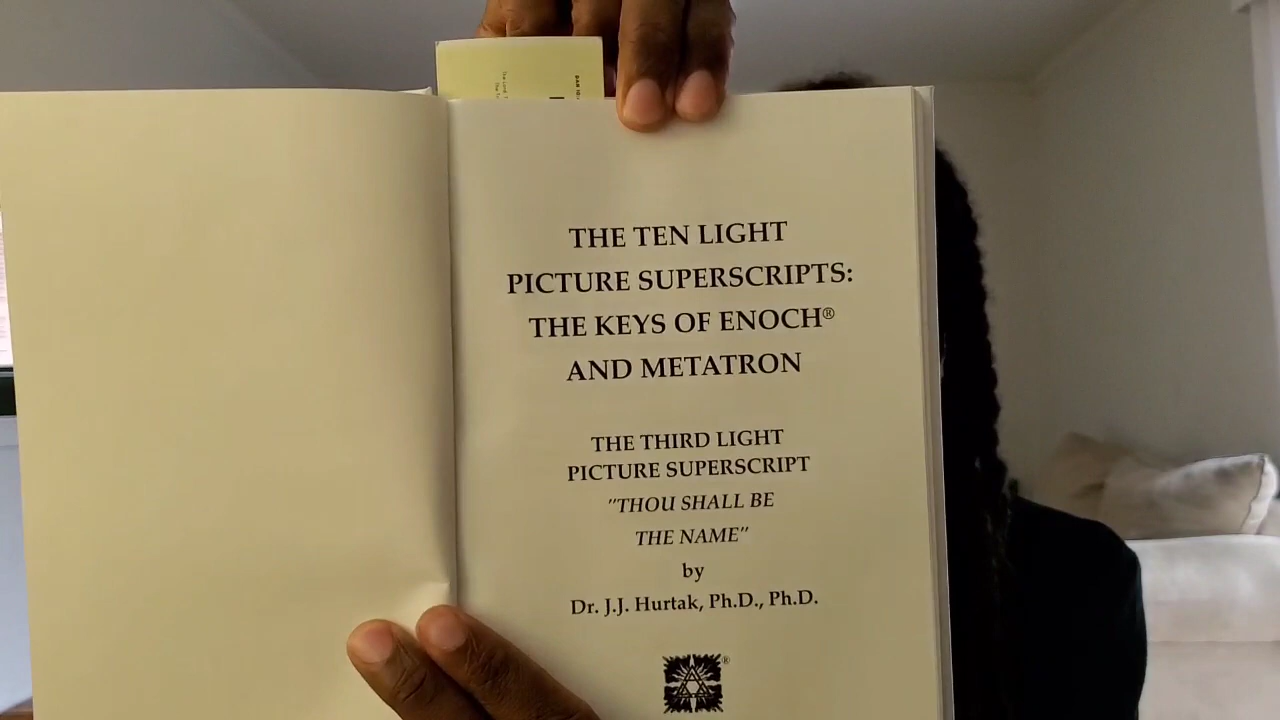 THE TEN LIGHT
PICTURE SUPERSCRIPTS:
THE KEYS OF ENOCH®
AND METATRON
THE THIRD LIGHT
PICTURE SUPERSCRIPT
"THOU SHALL BE
THE NAME"
by
Dr. J.J. Hurtak, Ph.D., Ph.D.
®